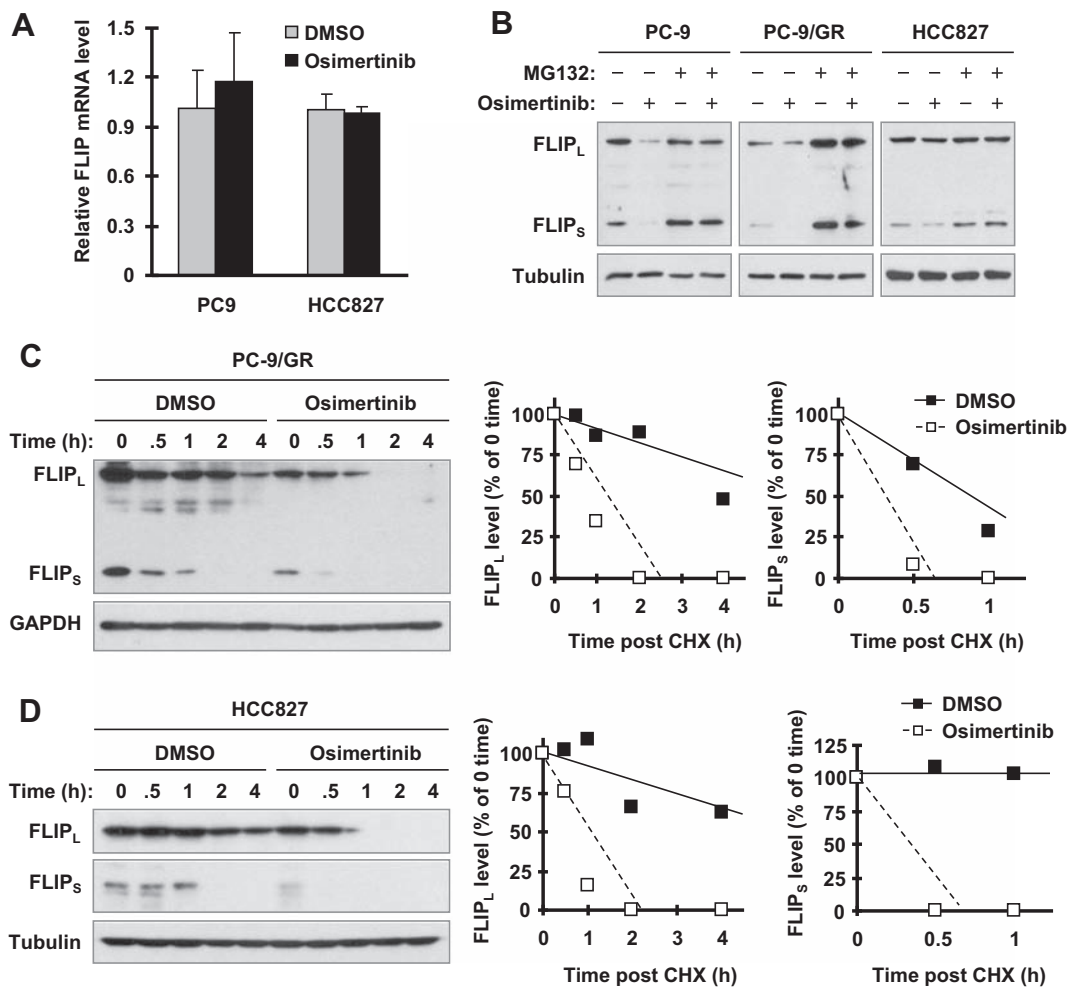 A
Relative FLIP mRNA level
1.5
1.2
0.9
0.6
0.3
0
DMSO
Osimertinib
PC9 HCC827
B
PC-9 PC-9/GR HCC827
MG132: – – + + – – + + – – + +
Osimertinib: – + – + – + – + – + – +
FLIPL
FLIPS
Tubulin
C
PC-9/GR
DMSO Osimertinib
Time (h): 0 .5 1 2 4 0 .5 1 2 4
FLIPL
FLIPS
GAPDH
FLIPL level (% of 0 time)
100
75
50
25
0
0 1 2 3 4
Time post CHX (h)
FLIPS level (% of 0 time)
100
75
50
25
0
0 0.5 1
Time post CHX (h)
DMSO
Osimertinib
D
HCC827
DMSO Osimertinib
Time (h): 0 .5 1 2 4 0 .5 1 2 4
FLIPL
FLIPS
Tubulin
FLIPL level (% of 0 time)
100
75
50
25
0
0 1 2 3 4
Time post CHX (h)
FLIPS level (% of 0 time)
125
100
75
50
25
0
0 0.5 1
Time post CHX (h)
DMSO
Osimertinib